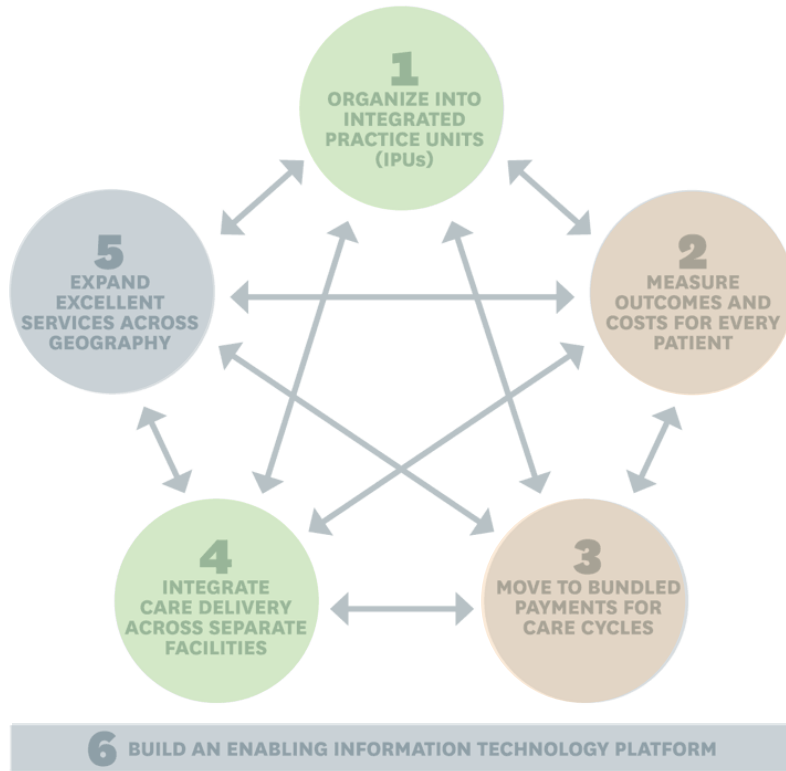 1
ORGANIZE INTO
INTEGRATED
PRACTICE UNITS
(IPUs)
2
MEASURE
OUTCOMES AND
COSTS FOR EVERY
PATIENT
3
MOVE TO BUNDLED
PAYMENTS FOR
CARE CYCLES
4
INTEGRATE
CARE DELIVERY
ACROSS SEPARATE
FACILITIES
5
EXPAND
EXCELLENT
SERVICES ACROSS
GEOGRAPHY
6 BUILD AN ENABLING INFORMATION TECHNOLOGY PLATFORM